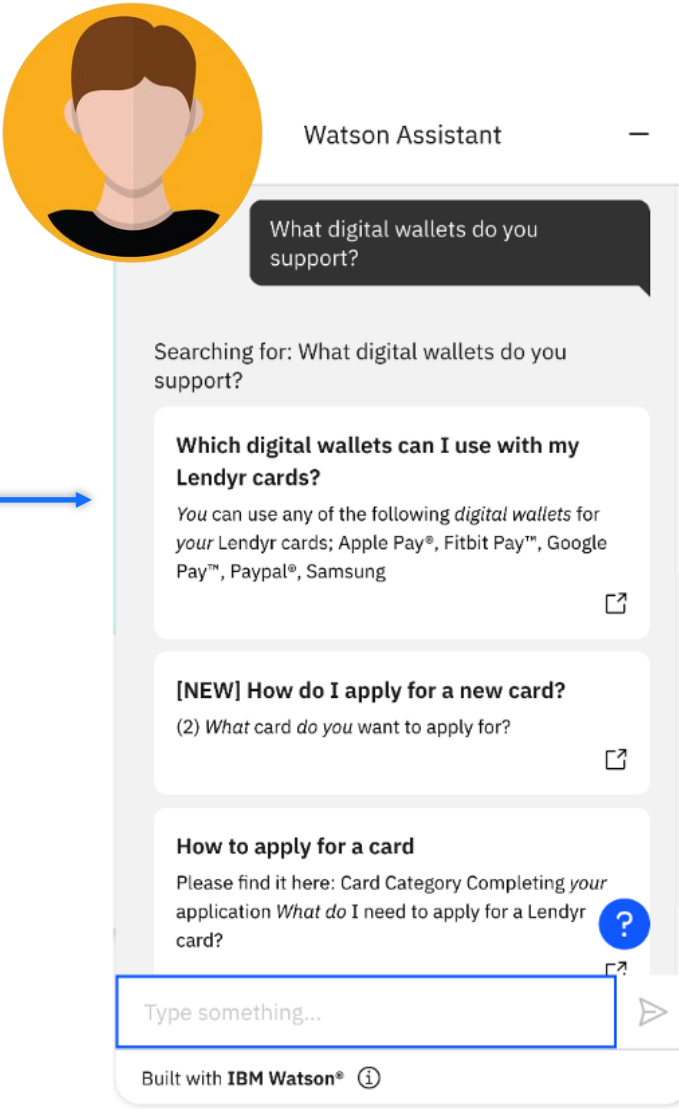 Watson Assistant
What digital wallets do you
support?
Searching for: What digital wallets do you
support?
Which digital wallets can I use with my
Lendyr cards?
You can use any of the following digital wallets for
your Lendyr cards; Apple Pay®, Fitbit Pay™, Google
Pay™, Paypal®, Samsung
[NEW] How do I apply for a new card?
(2) What card do you want to apply for?
How to apply for a card
Please find it here: Card Category Completing your
application What do I need to apply for a Lendyr
card?
?
Type something...
Built with IBM Watson®